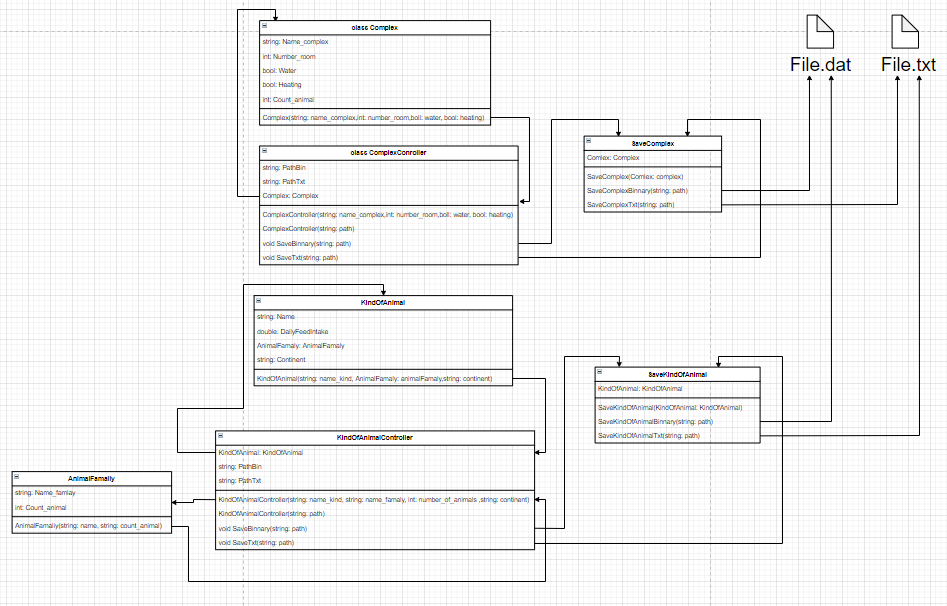 class Complex
string: Name_complex
int: Number_room
bool: Water
bool: Heating
int: Count_animal
Complex(string: name_complex,int: number_room,boll: water, bool: heating)
class ComplexConroller
string: PathBin
string: PathTxt
Complex: Complex
ComplexController(string: name_complex,int: number_room,boll: water, bool: heating)
ComplexController(string: path)
void SaveBinnary(string: path)
void SaveTxt(string: path)
SaveComplex
Comlex: Complex
SaveComplex(Comlex: complex)
SaveComplexBinnary(string: path)
SaveComplexTxt(string: path)
File.dat
File.txt
KindOfAnimal
string: Name
double: DailyFeedIntake
AnimalFamaly: AnimalFamaly
string: Continent
KindOfAnimal(string: name_kind, AnimalFamaly: animalFamaly,string: continent)
SaveKindOfAnimal
KindOfAnimal: KindOfAnimal
SaveKindOfAnimal(KindOfAnimal: KindOfAnimal)
SaveKindOfAnimalBinnary(string: path)
SaveKindOfAnimalTxt(string: path)
KindOfAnimalController
KindOfAnimal: KindOfAnimal
string: PathBin
string: PathTxt
KindOfAnimalController(string: name_kind, string: name_famaly, int: number_of_animals ,string: continent)
KindOfAnimalController(string: path)
void SaveBinnary(string: path)
void SaveTxt(string: path)
AnimalFamally
string: Name_famlay
int: Count_animal
AnimalFamally(string: name, string: count_animal)